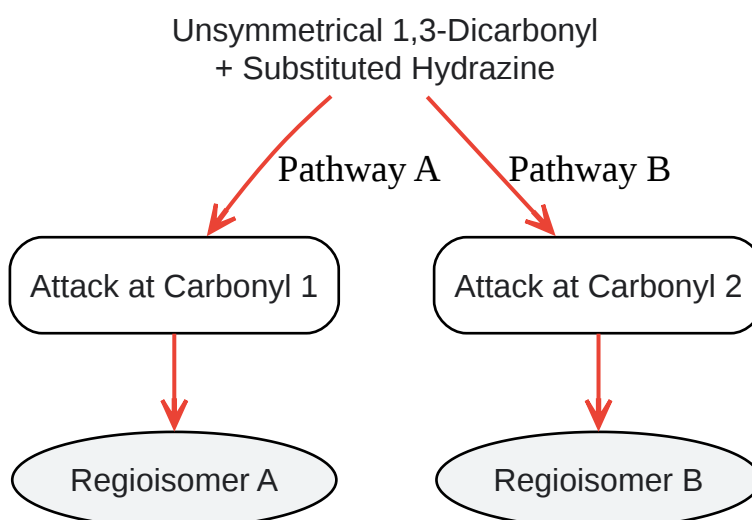 Unsymmetrical 1,3-Dicarbonyl
+ Substituted Hydrazine
Pathway A
Pathway B
Attack at Carbonyl 1
Attack at Carbonyl 2
Regioisomer A
Regioisomer B